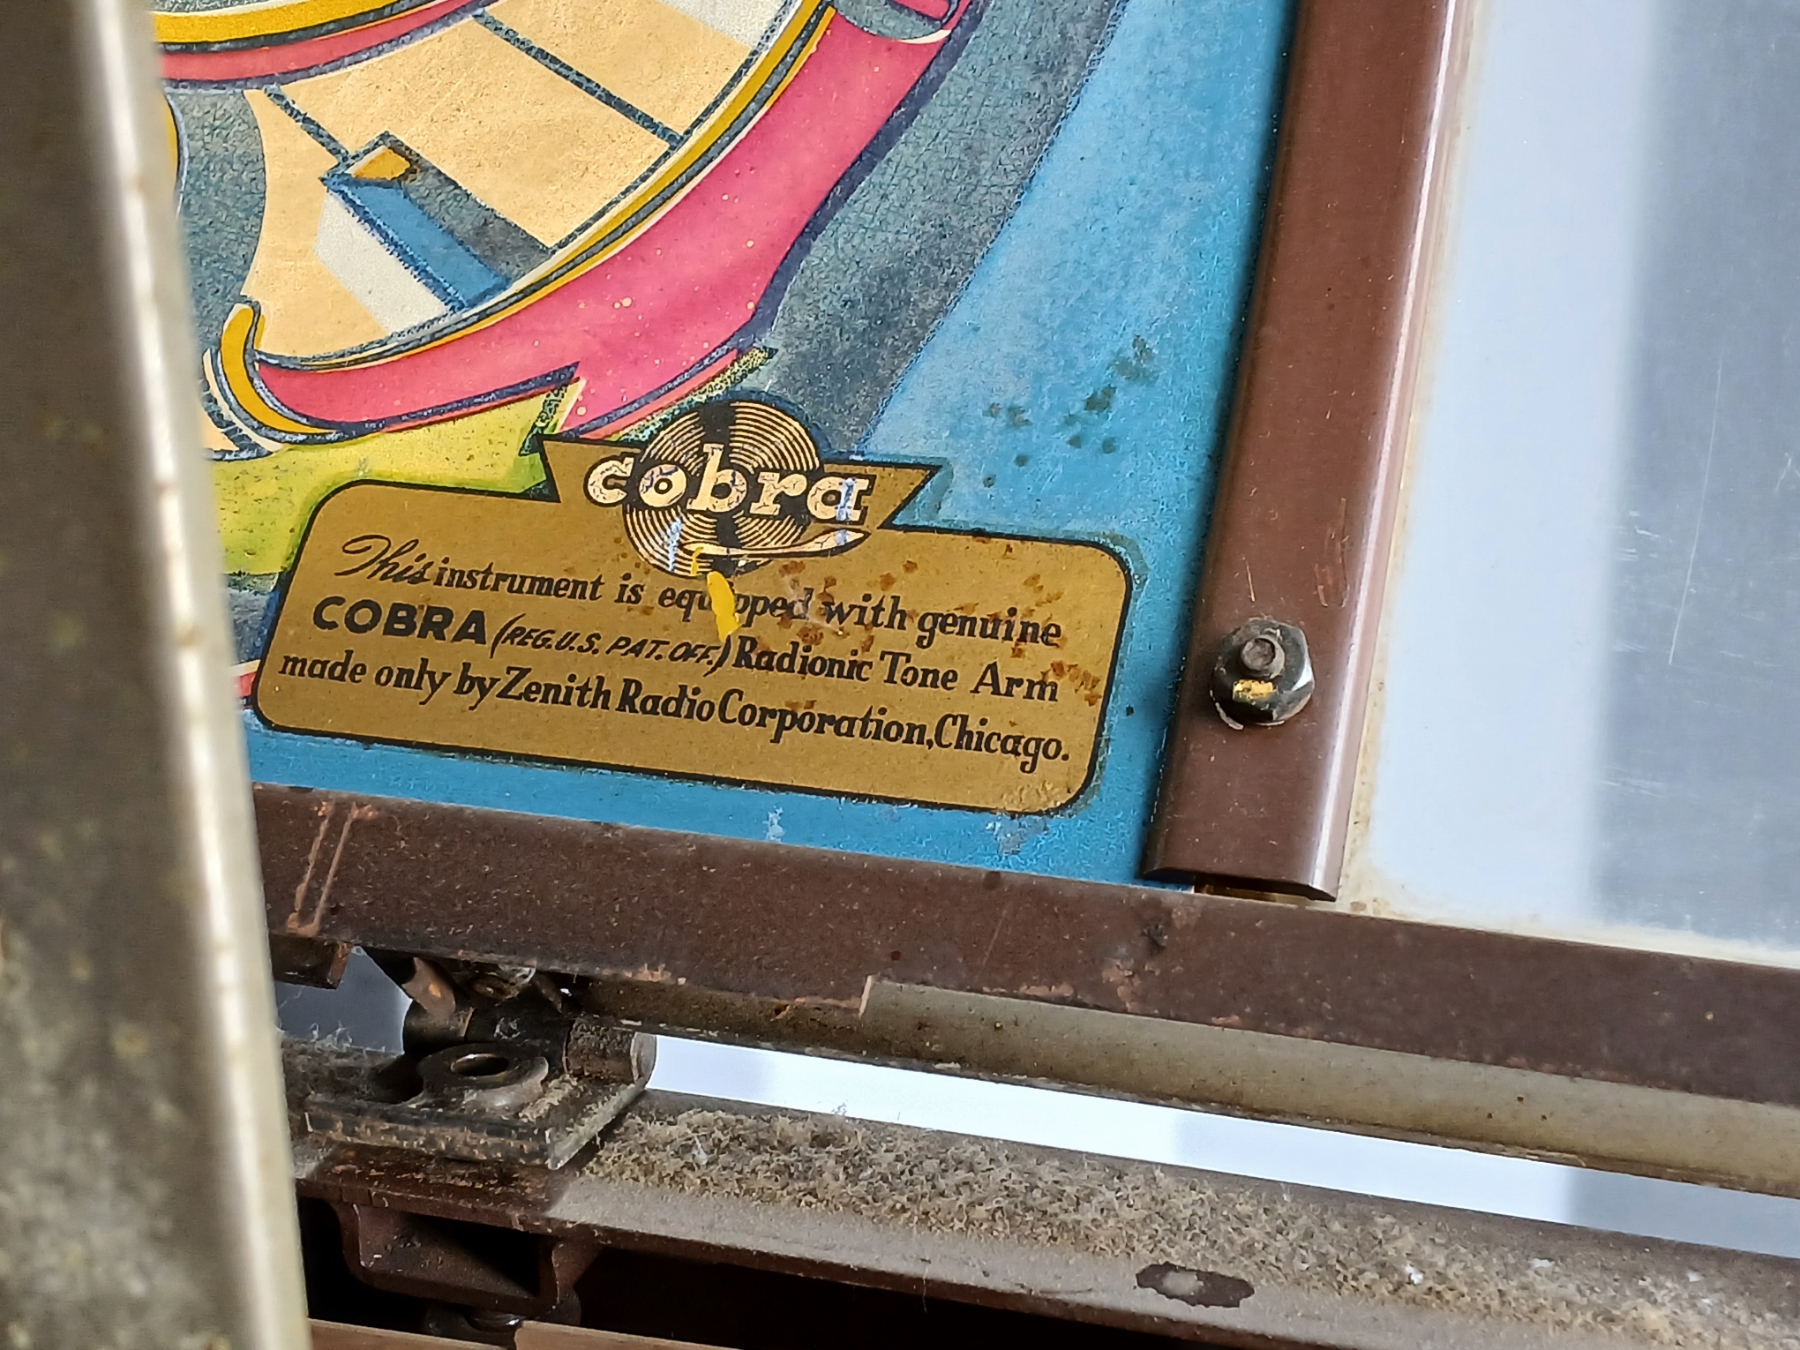 cobra
This instrument is equipped with genuine
COBRA (REG. U.S. PAT. OFF.) Radionic Tone Arm
made only by Zenith Radio Corporation, Chicago.